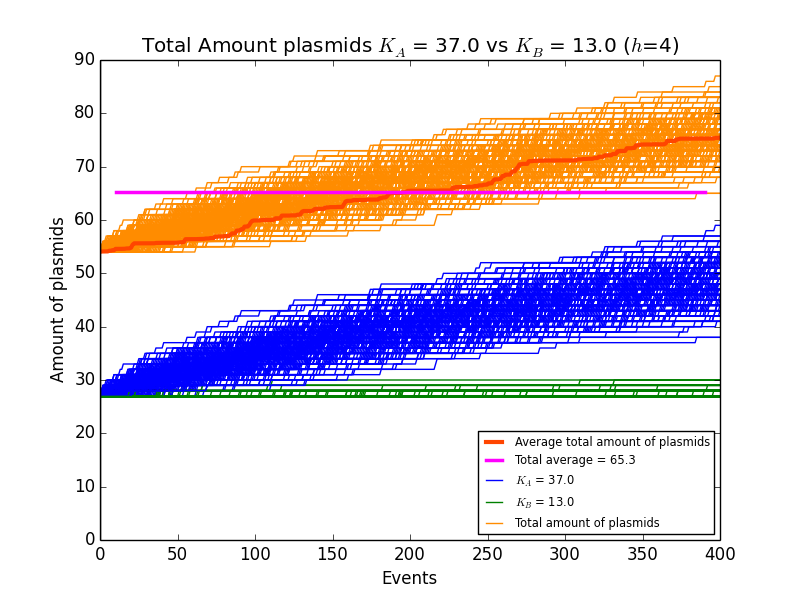 Total Amount plasmids K_A = 37.0 vs K_B = 13.0 (h=4)
90
80
70
60
50
40
30
20
10
0
Amount of plasmids
Average total amount of plasmids
Total average = 65.3
K_A = 37.0
K_B = 13.0
Total amount of plasmids
0 50 100 150 200 250 300 350 400
Events